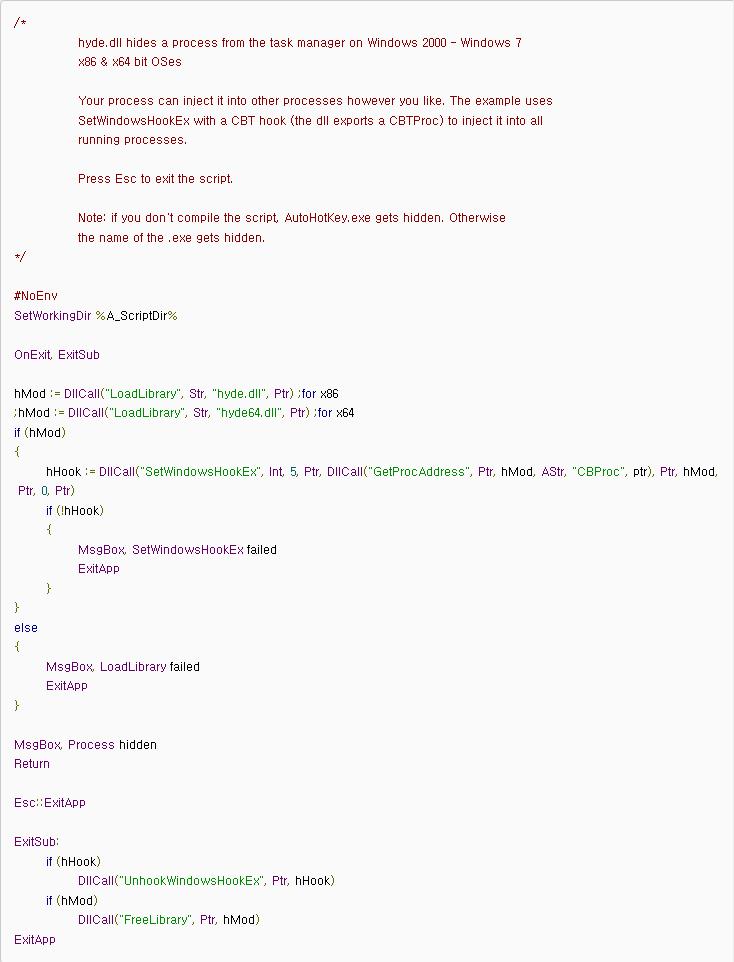 /*
hyde.dll hides a process from the task manager on Windows 2000 - Windows 7
x86 & x64 bit OSes
Your process can inject it into other processes however you like. The example uses
SetWindowsHookEx with a CBT hook (the dll exports a CBTProc) to inject it into all
running processes.
Press Esc to exit the script.
Note: if you don't compile the script, AutoHotKey.exe gets hidden. Otherwise
the name of the .exe gets hidden.
*/
#NoEnv
SetWorkingDir %A_ScriptDir%
OnExit, ExitSub
hMod := DllCall("LoadLibrary", Str, "hyde.dll", Ptr) ;for x86
;hMod := DllCall("LoadLibrary", Str, "hyde64.dll", Ptr) ;for x64
if (hMod)
{
hHook := DllCall("SetWindowsHookEx", Int, 5, Ptr, DllCall("GetProcAddress", Ptr, hMod, AStr, "CBProc", ptr), Ptr, hMod,
Ptr, 0, Ptr)
if (!hHook)
{
MsgBox, SetWindowsHookEx failed
ExitApp
}
}
else
{
MsgBox, LoadLibrary failed
ExitApp
}
MsgBox, Process hidden
Return
Esc::ExitApp
ExitSub:
if (hHook)
DllCall("UnhookWindowsHookEx", Ptr, hHook)
if (hMod)
DllCall("FreeLibrary", Ptr, hMod)
ExitApp